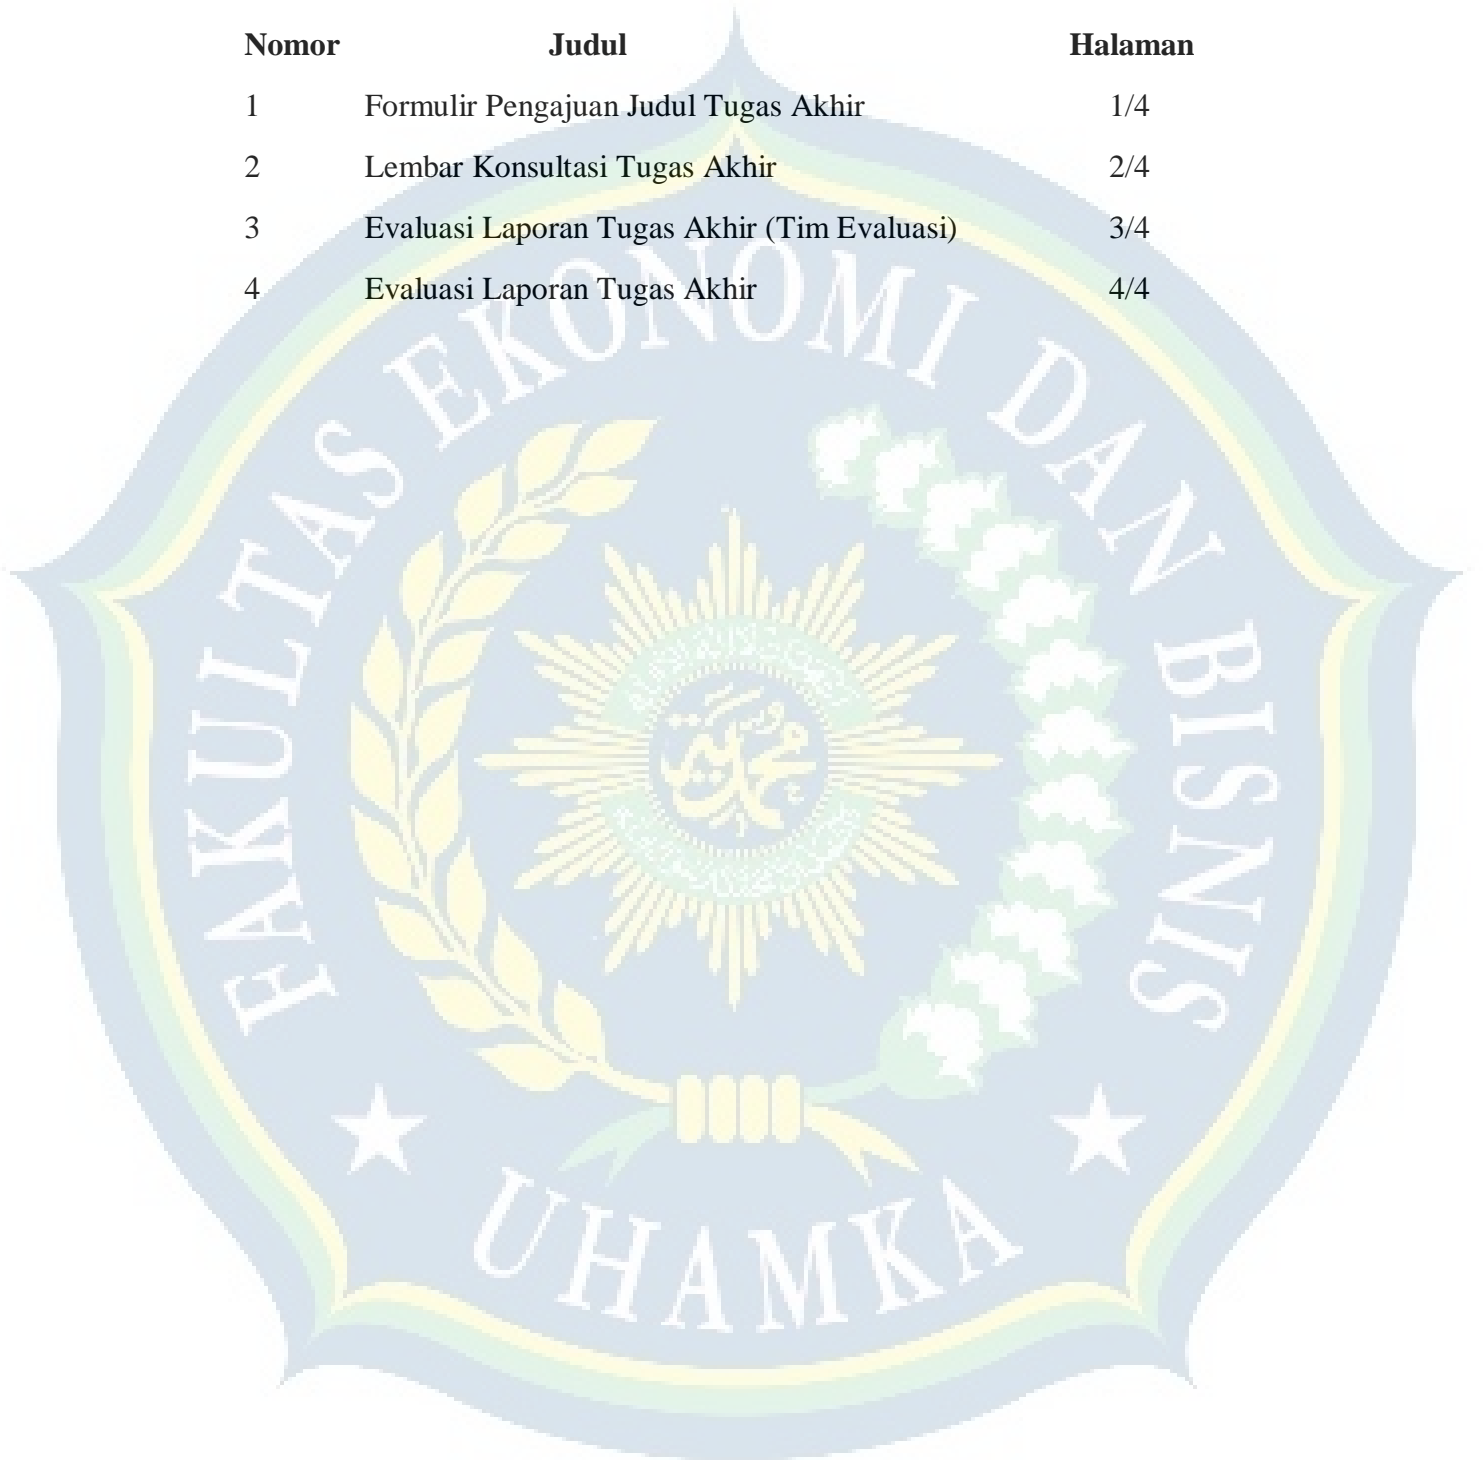 Nomor Judul Halaman
1 Formulir Pengajuan Judul Tugas Akhir 1/4
2 Lembar Konsultasi Tugas Akhir 2/4
3 Evaluasi Laporan Tugas Akhir (Tim Evaluasi) 3/4
4 Evaluasi Laporan Tugas Akhir 4/4
FAKULTAS EKONOMI DAN BISNIS
محمدية
UHAMKA